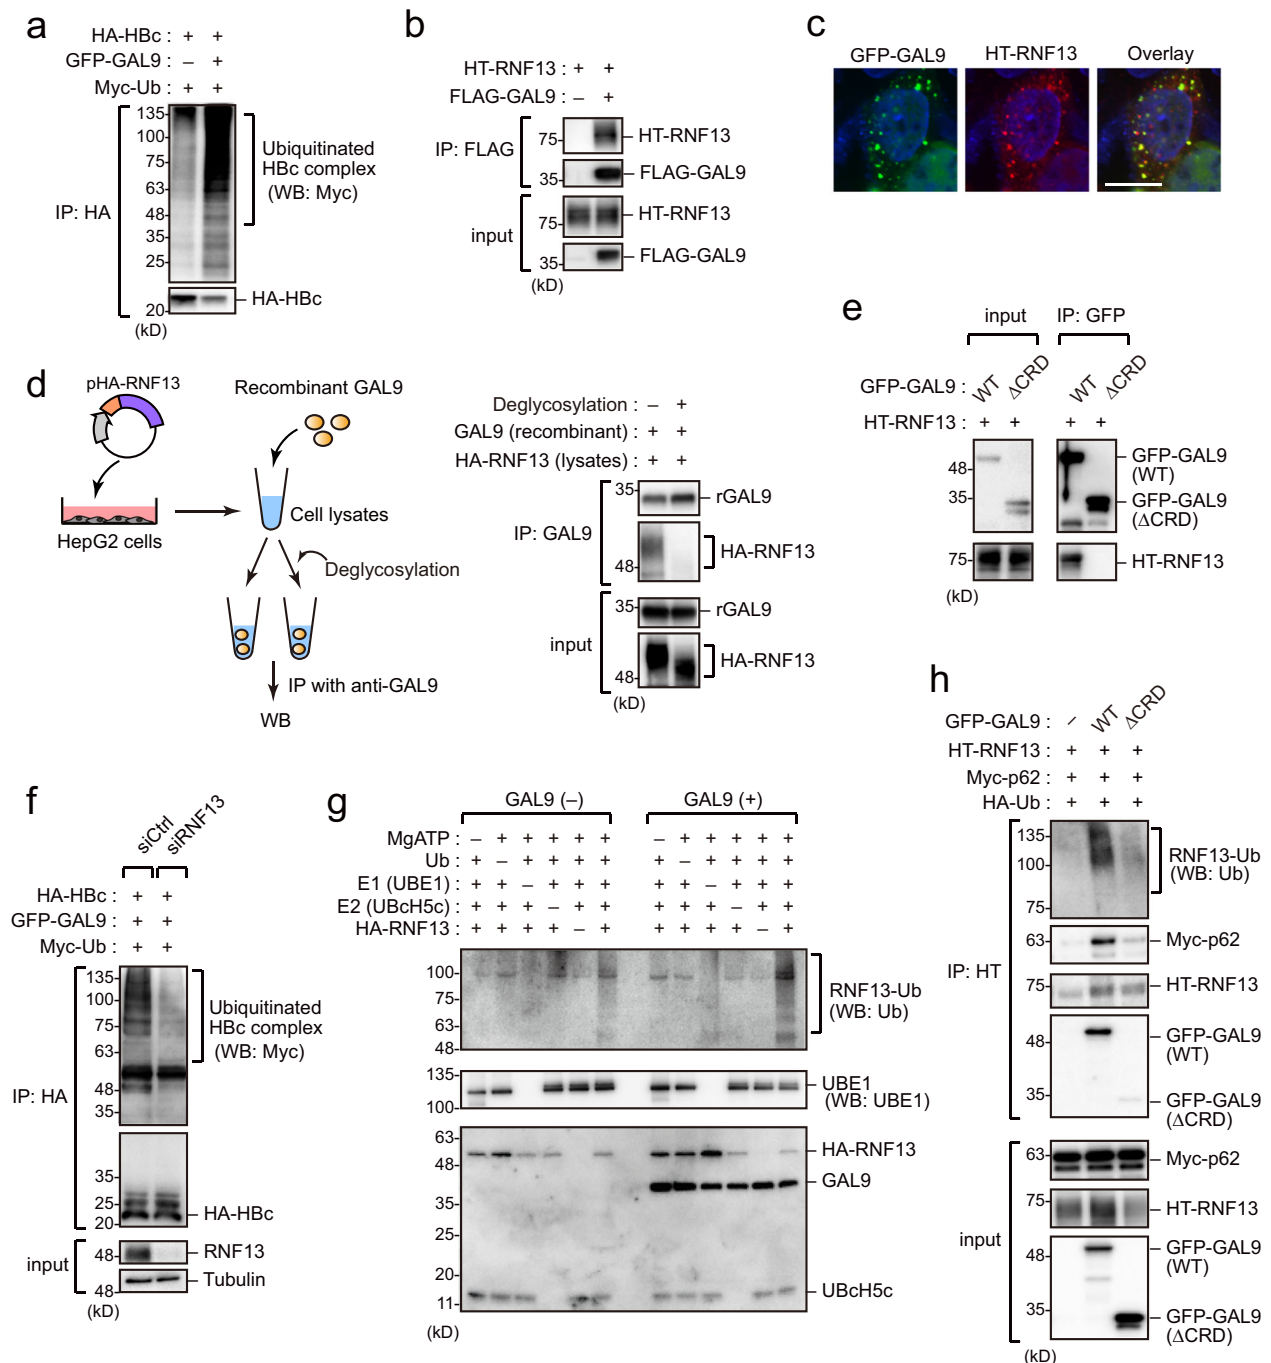 a
HA-HBc : + +
GFP-GAL9 : – +
Myc-Ub : + +
135
100
75
63
48
35
25
20
(kD)
IP: HA
Ubiquitinated
HBc complex
(WB: Myc)
HA-HBc
b
HT-RNF13 : + +
FLAG-GAL9 : – +
IP: FLAG
75
HT-RNF13
35
FLAG-GAL9
input
75
HT-RNF13
35
FLAG-GAL9
(kD)
c
GFP-GAL9 HT-RNF13 Overlay
d
pHA-RNF13
HepG2 cells
Recombinant GAL9
Cell lysates
Deglycosylation
IP with anti-GAL9
WB
Deglycosylation : – +
GAL9 (recombinant) : + +
HA-RNF13 (lysates) : + +
IP: GAL9
35
rGAL9
48
HA-RNF13
input
35
rGAL9
48
HA-RNF13
(kD)
e
input IP: GFP
GFP-GAL9 : WT ΔCRD WT ΔCRD
HT-RNF13 : + + + +
48
35
75
(kD)
GFP-GAL9
(WT)
GFP-GAL9
(ΔCRD)
HT-RNF13
f
siCtrl siRNF13
HA-HBc : + +
GFP-GAL9 : + +
Myc-Ub : + +
IP: HA
135
100
75
63
48
35
Ubiquitinated
HBc complex
(WB: Myc)
35
25
20
HA-HBc
input
48
RNF13
48
Tubulin
(kD)
g
GAL9 (–) GAL9 (+)
MgATP : – + + + + + – + + + + +
Ub : + – + + + + + – + + + +
E1 (UBE1) : + + – + + + + + – + + +
E2 (UBcH5c) : + + + – + + + + + – + +
HA-RNF13 : + + + + – + + + + + – +
100
75
63
48
RNF13-Ub
(WB: Ub)
135
100
UBE1
(WB: UBE1)
63
48
35
25
20
11
HA-RNF13
GAL9
UBcH5c
(kD)
h
GFP-GAL9 : – WT ΔCRD
HT-RNF13 : + + +
Myc-p62 : + + +
HA-Ub : + + +
IP: HT
135
100
75
RNF13-Ub
(WB: Ub)
63
Myc-p62
75
HT-RNF13
48
35
GFP-GAL9
(WT)
GFP-GAL9
(ΔCRD)
input
63
Myc-p62
75
HT-RNF13
48
35
GFP-GAL9
(WT)
GFP-GAL9
(ΔCRD)
(kD)